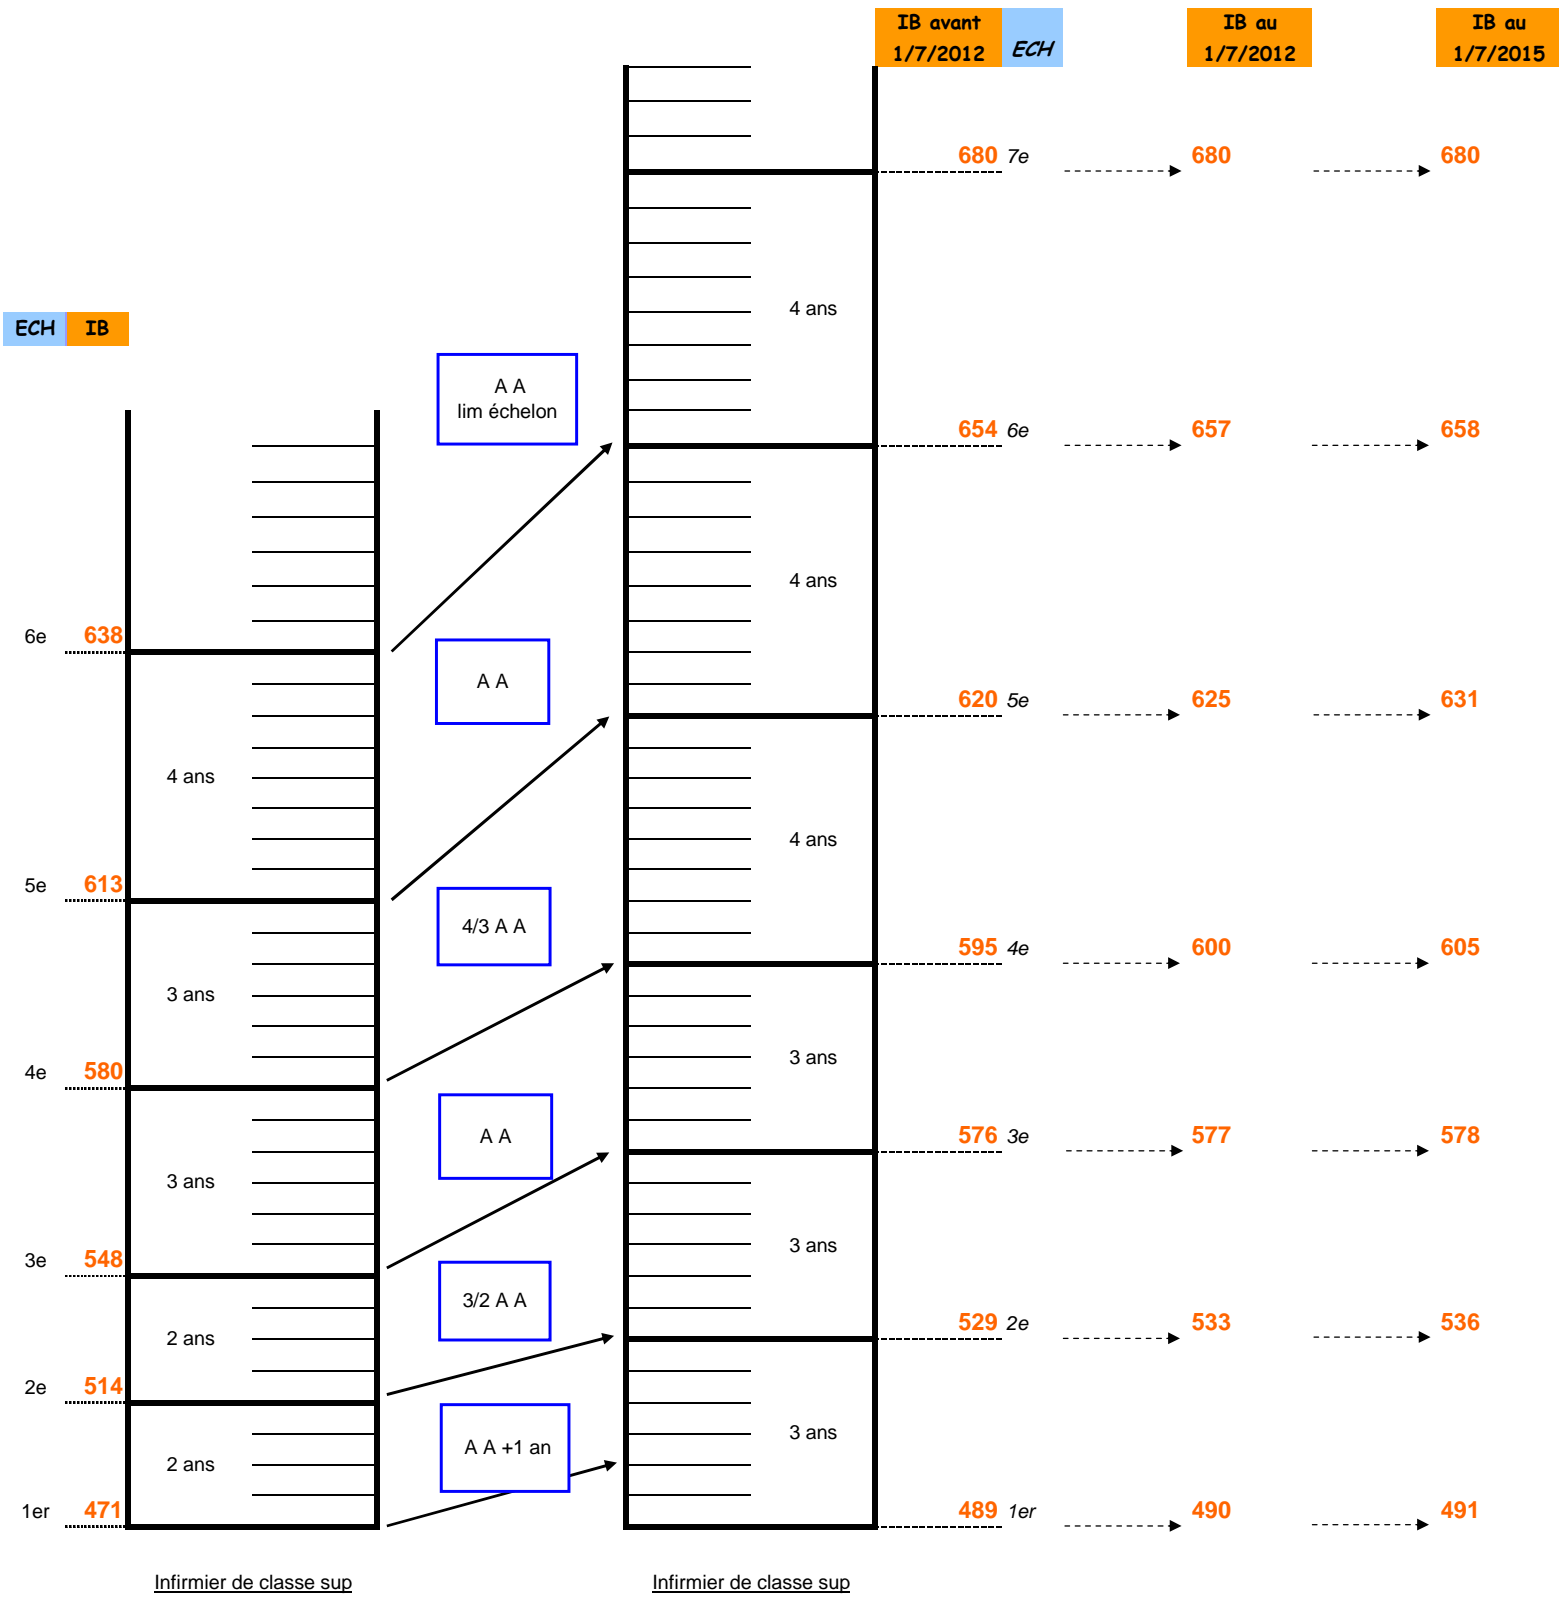 IB avant
1/7/2012
ECH
IB au
1/7/2012
IB au
1/7/2015
680 7e 680 680
4 ans
ECH IB
A A
lim échelon
654 6e 657 658
4 ans
6e 638
A A
620 5e 625 631
4 ans
4 ans
5e 613
4/3 A A
595 4e 600 605
3 ans
3 ans
4e 580
A A
576 3e 577 578
3 ans
3 ans
3e 548
3/2 A A
529 2e 533 536
2 ans
2e 514
A A +1 an
3 ans
2 ans
1er 471
489 1er 490 491
Infirmier de classe sup
Infirmier de classe sup